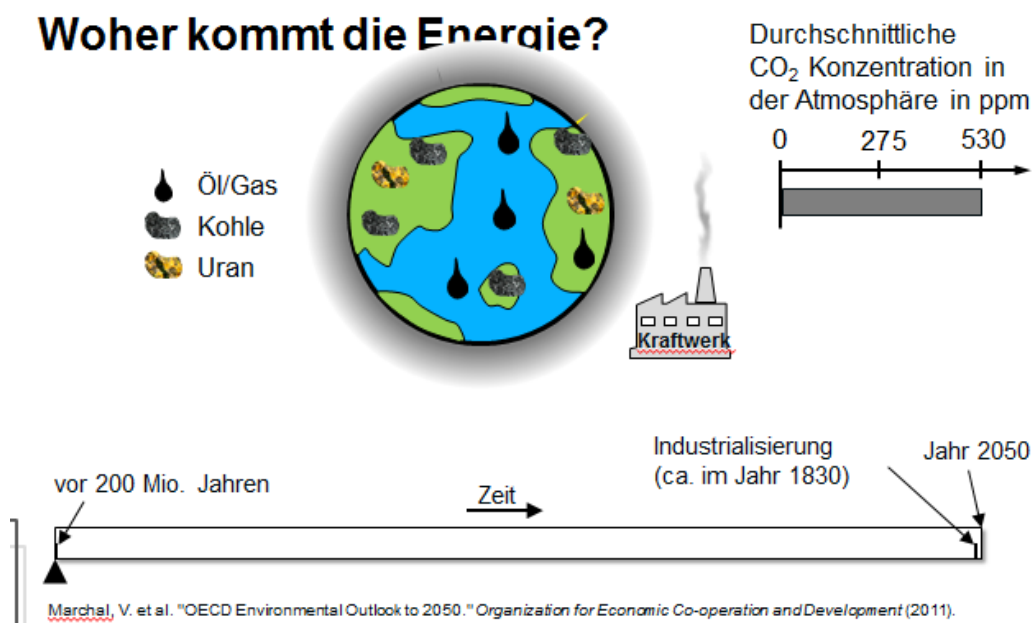 Woher kommt die Energie?
Durchschnittliche
CO₂ Konzentration in
der Atmosphäre in ppm
0 275 530
Öl/Gas
Kohle
Uran
Kraftwerk
Industrialisierung
(ca. im Jahr 1830)
Jahr 2050
vor 200 Mio. Jahren
Zeit
Marchal, V. et al. "OECD Environmental Outlook to 2050." Organization for Economic Co-operation and Development (2011).